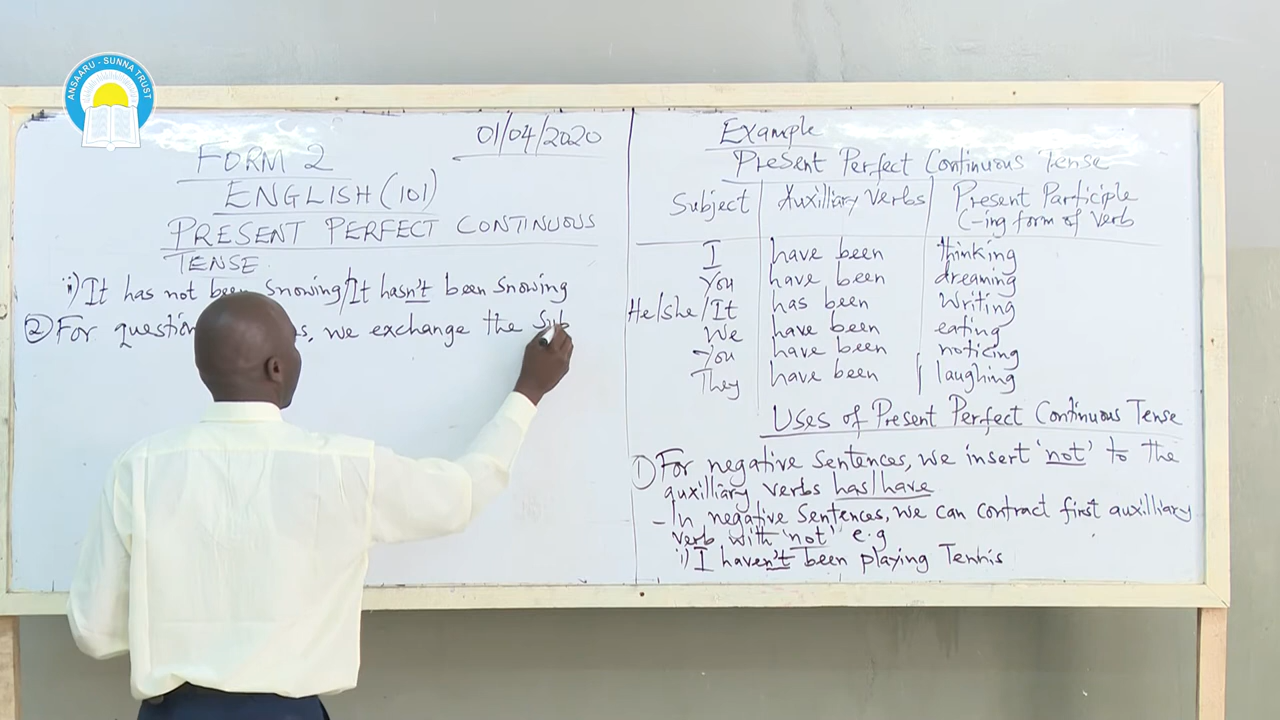 ANSAARU - SUNNA TRUST
01/04/2020
FORM 2
ENGLISH (101)
PRESENT PERFECT CONTINUOUS
TENSE
ii) It has not been snowing/It hasn't been snowing
② For question s, we exchange the Sub
Example
Present Perfect Continuous Tense
Subject Auxilliary Verbs Present Participle
(-ing form of Verb
I have been thinking
You have been dreaming
He/she/It has been writing
We have been eating
You have been noticing
They have been laughing
Uses of Present Perfect Continuous Tense
① For negative sentences, we insert 'not' to the
auxilliary verbs has/have
- In negative sentences, we can contract first auxilliary
verb with 'not' e.g
i) I haven't been playing Tennis